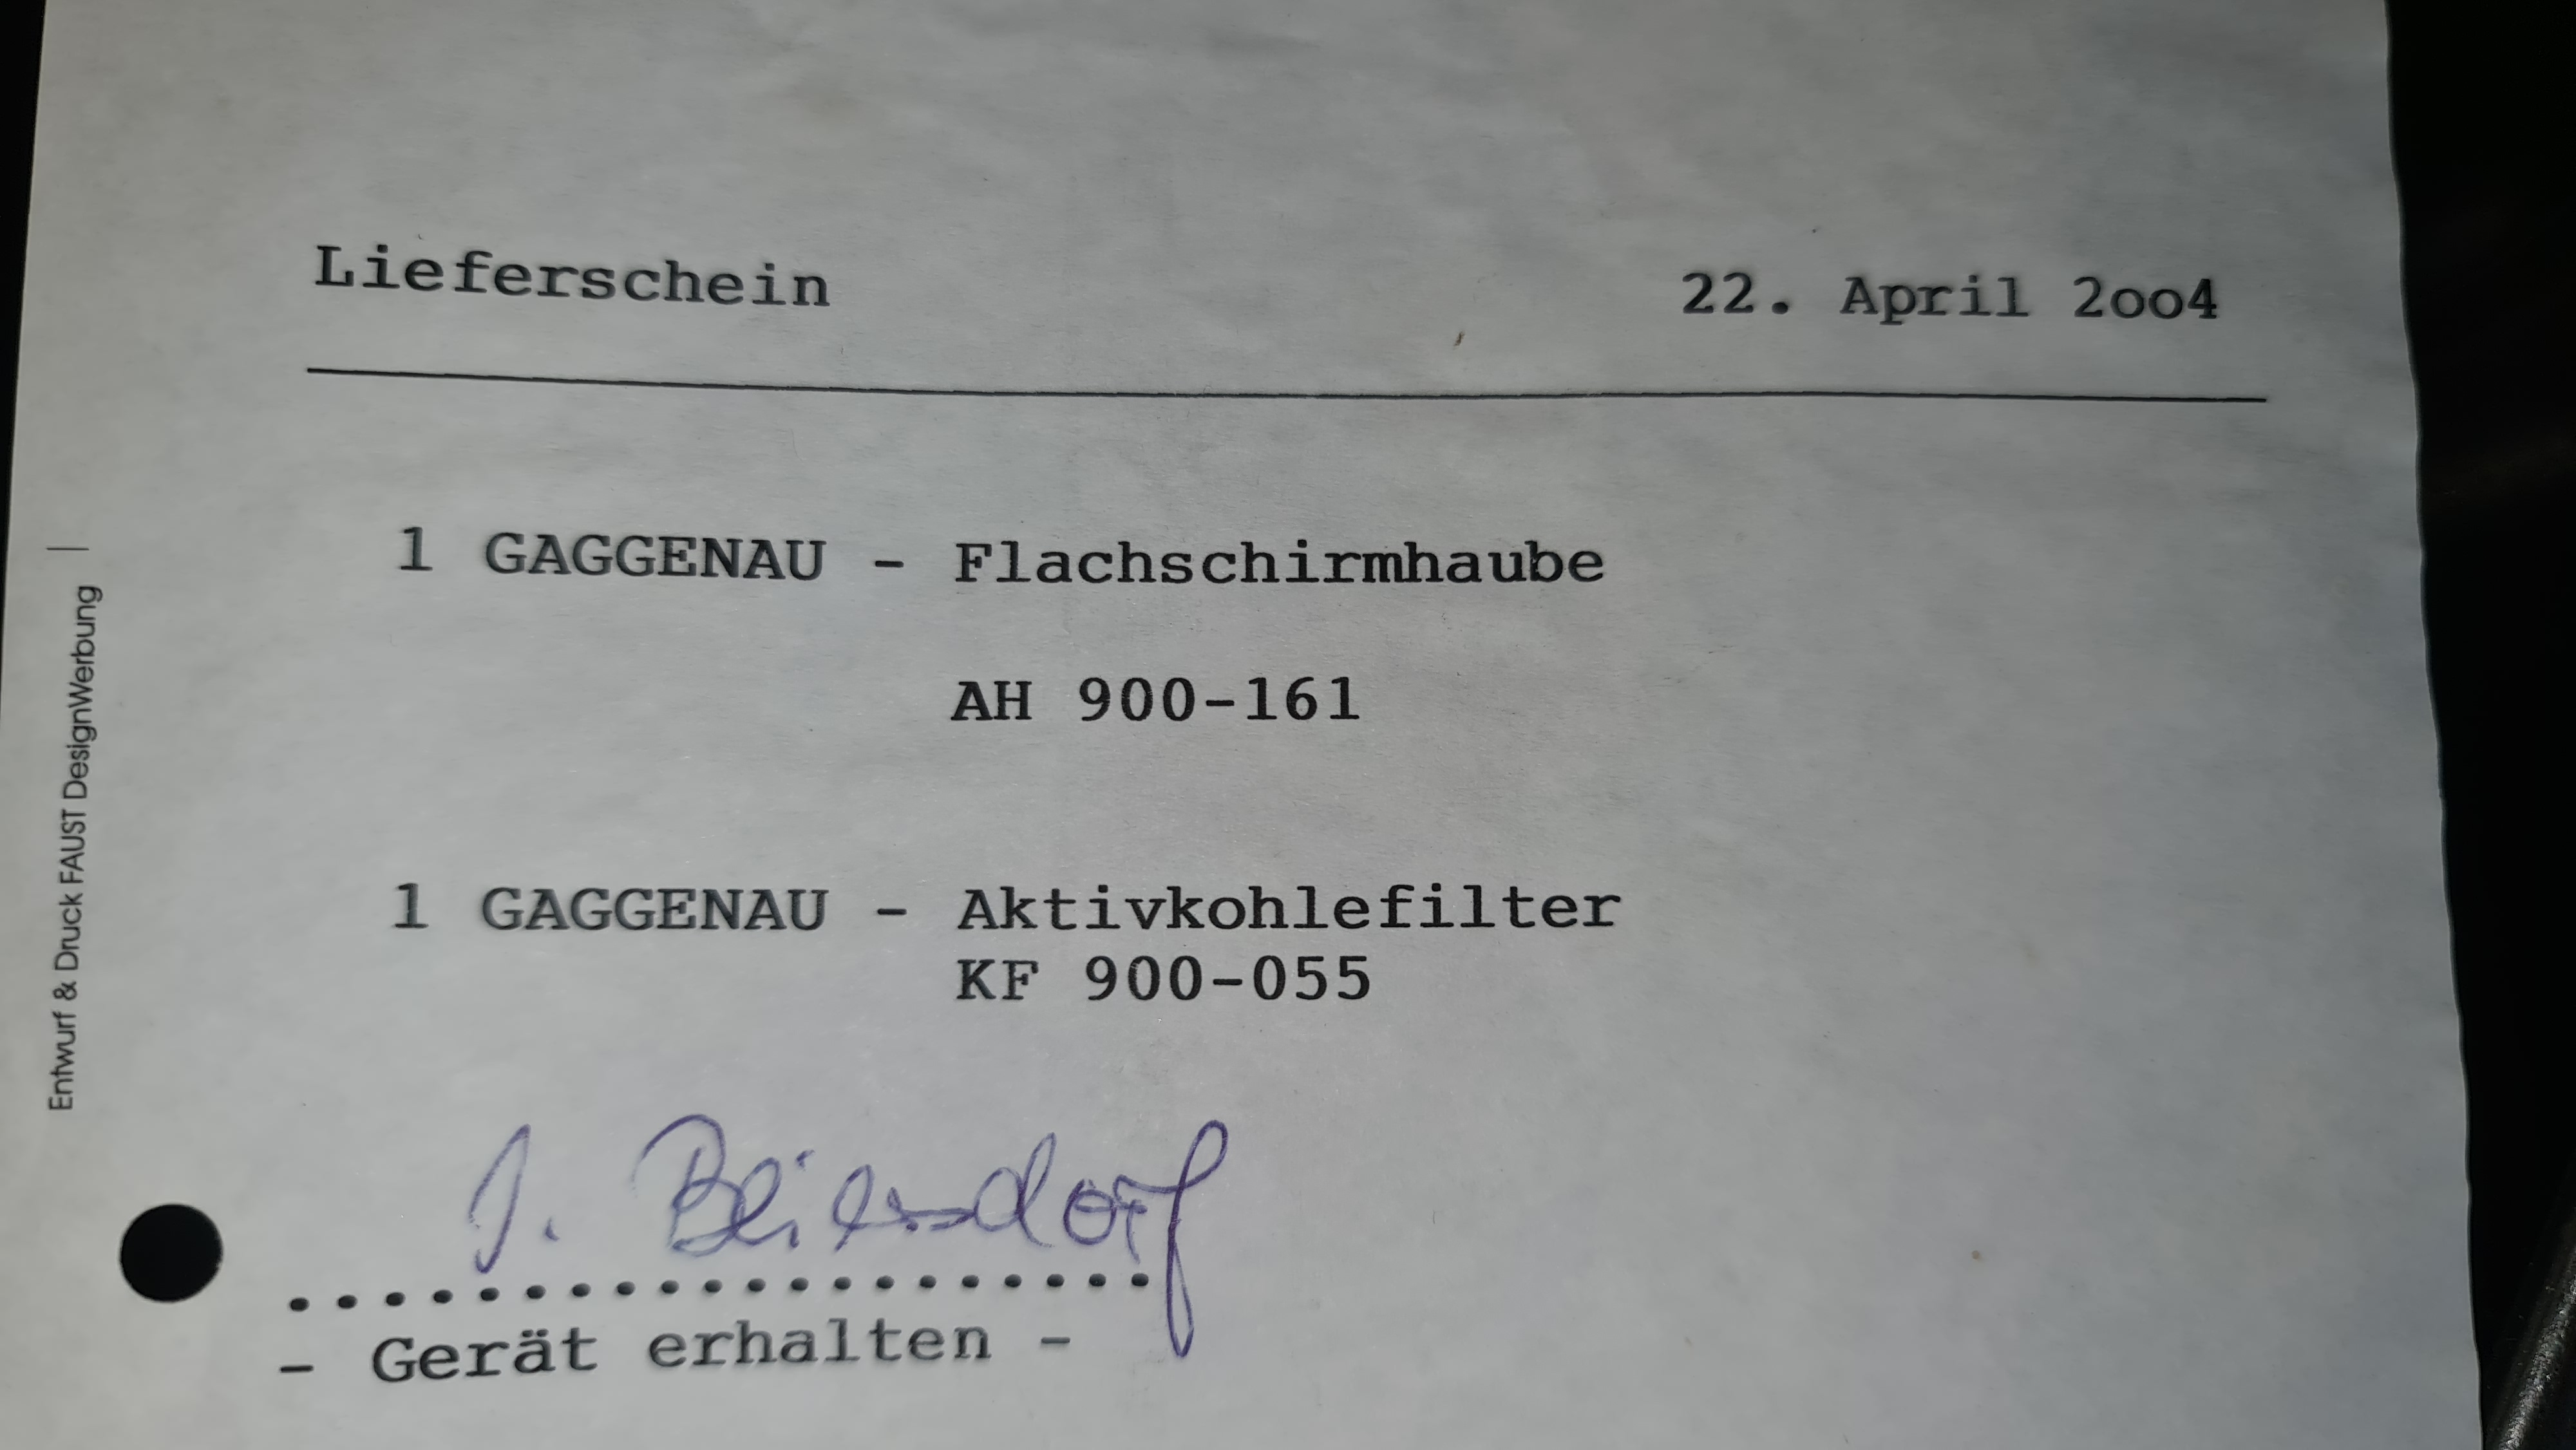 Lieferschein 22. April 2oo4
1 GAGGENAU - Flachschirmhaube
AH 900-161
1 GAGGENAU - Aktivkohlefilter
KF 900-055
J. Beiersdorf
....................
- Gerät erhalten -
Entwurf & Druck FAUST DesignWerbung